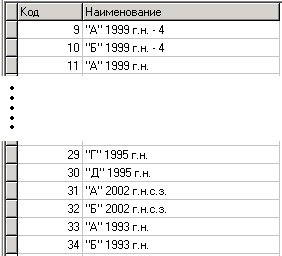 Код Наименование
9 "А" 1999 г.н. - 4
10 "Б" 1999 г.н. - 4
11 "А" 1999 г.н.
29 "Г" 1995 г.н.
30 "Д" 1995 г.н.
31 "А" 2002 г.н.с.э.
32 "Б" 2002 г.н.с.э.
33 "А" 1993 г.н.
34 "Б" 1993 г.н.